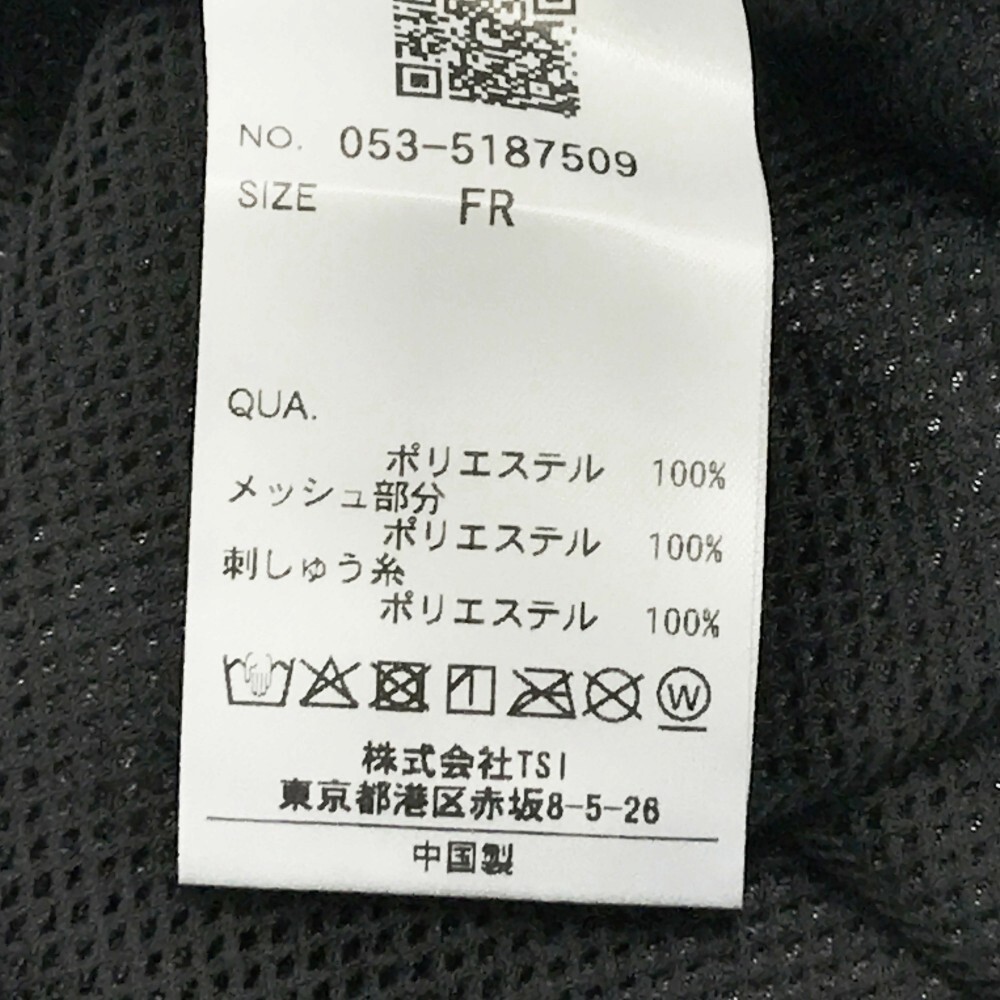 NO. 053-5187509
SIZE FR
QUA.
ポリエステル 100%
メッシュ部分
ポリエステル 100%
刺しゅう糸
ポリエステル 100%
W
株式会社TSI
東京都港区赤坂8-5-26
中国製